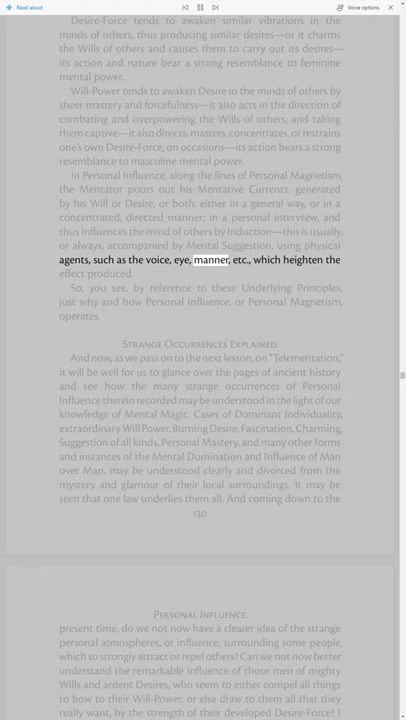 Read aloud
Voice options
Desire-Force tends to awaken similar vibrations in the
minds of others, thus producing similar desires—or it charms
the Wills of others and causes them to carry out its desires—
its action and nature bear a strong resemblance to feminine
mental power.
Will-Power tends to awaken Desire in the minds of others by
sheer mastery and forcefulness—it also acts in the direction of
combating and overpowering the Wills of others, and taking
them captive—it also directs, masters, concentrates, or restrains
one's own Desire-Force, on occasions—its action bears a strong
resemblance to masculine mental power.
In Personal Influence, along the lines of Personal Magnetism,
the Mentator pours out his Mentative Currents, generated
by his Will or Desire, or both; either in a general way, or in a
concentrated, directed manner; in a personal interview, and
thus Influences the mind of others by Induction—this is usually,
or always, accompanied by Mental Suggestion, using physical
agents, such as the voice, eye, manner, etc., which heighten the
effect produced.
So, you see, by reference to these Underlying Principles,
just why and how Personal Influence, or Personal Magnetism,
operates.
Strange Occurrences Explained.
And now, as we pass on to the next lesson, on "Telementation,"
it will be well for us to glance over the pages of ancient history
and see how the many strange occurrences of Personal
Influence therein recorded may be understood in the light of our
knowledge of Mental Magic. Cases of Dominant Individuality,
extraordinary Will Power, Burning Desire, Fascination, Charming,
Suggestion of all kinds, Personal Mastery, and many other forms
and instances of the Mental Domination and Influence of Man
over Man, may be understood clearly and divorced from the
mystery and glamour of their local surroundings. It may be
seen that one law underlies them all. And coming down to the
130
Personal Influence.
present time, do we not now have a clearer idea of the strange
personal atmospheres, or influence, surrounding some people,
which so strongly attract or repel others? Can we not now better
understand the remarkable influence of those men of mighty
Wills and ardent Desires, who seem to either compel all things
to bow to their Will-Power, or else draw to them all that they
really want, by the strength of their developed Desire-Force? I